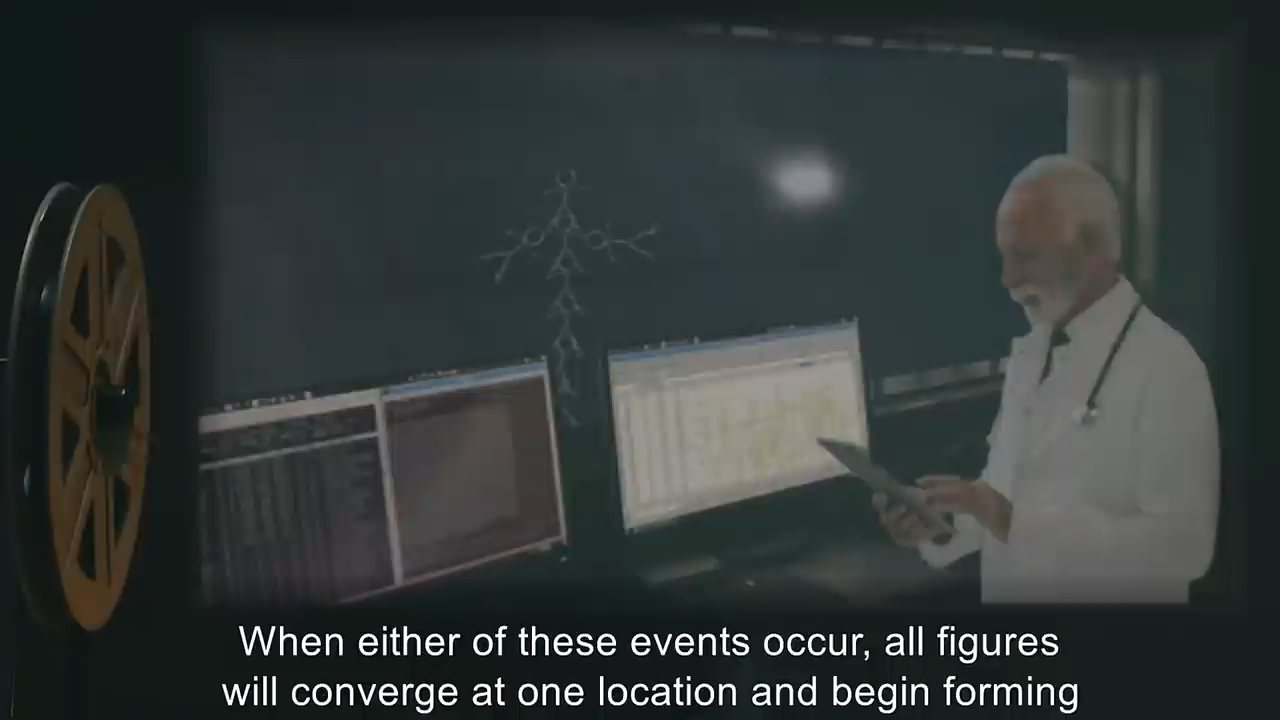 When either of these events occur, all figures
will converge at one location and begin forming